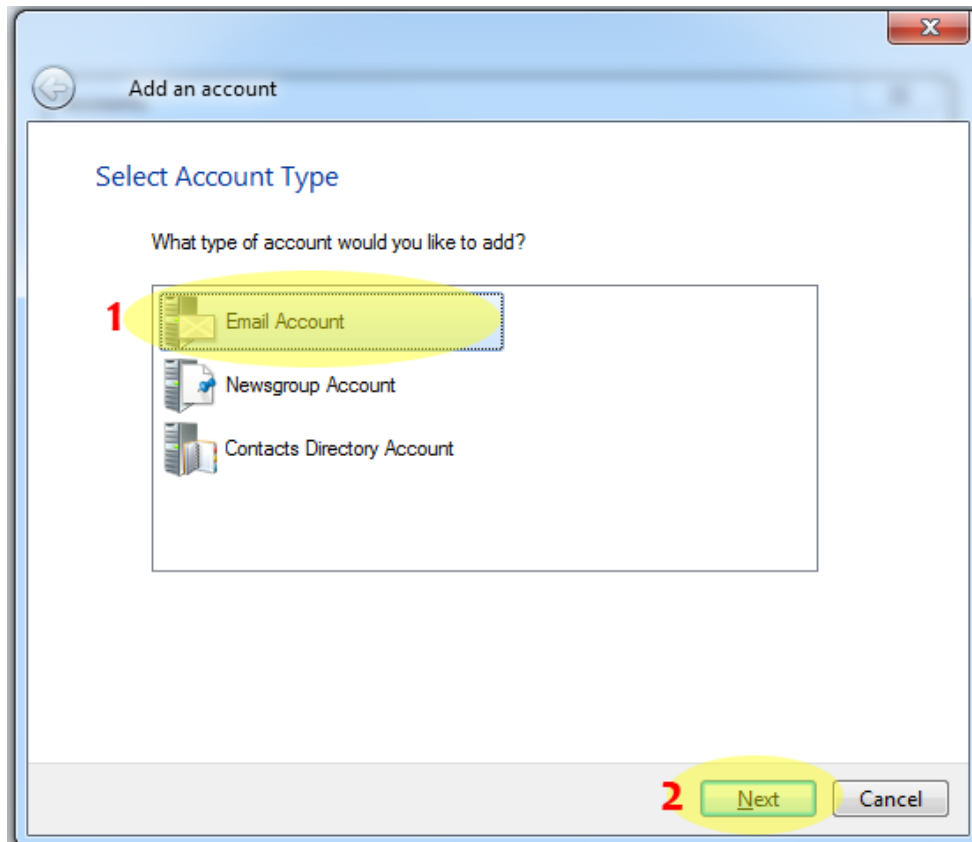 Add an account
Select Account Type
What type of account would you like to add?
1 Email Account
Newsgroup Account
Contacts Directory Account
2 Next Cancel